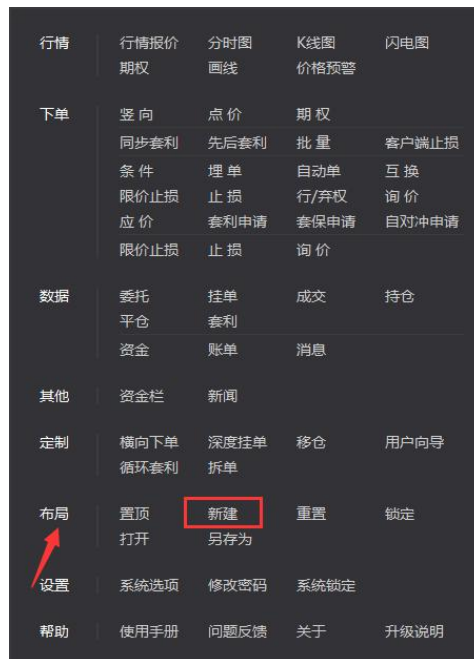 行情 行情报价 分时图 K线图 闪电图
期权 画线 价格预警
下单 竖向 点价 期权
同步套利 先后套利 批量 客户端止损
条件 埋单 自动单 互换
限价止损 止损 行/弃权 询价
应价 套利申请 套保申请 自对冲申请
限价止损 止损 询价
数据 委托 挂单 成交 持仓
平仓 套利
资金 账单 消息
其他 资金栏 新闻
定制 横向下单 深度挂单 移仓 用户向导
循环套利 拆单
布局 置顶 新建 重置 锁定
打开 另存为
设置 系统选项 修改密码 系统锁定
帮助 使用手册 问题反馈 关于 升级说明